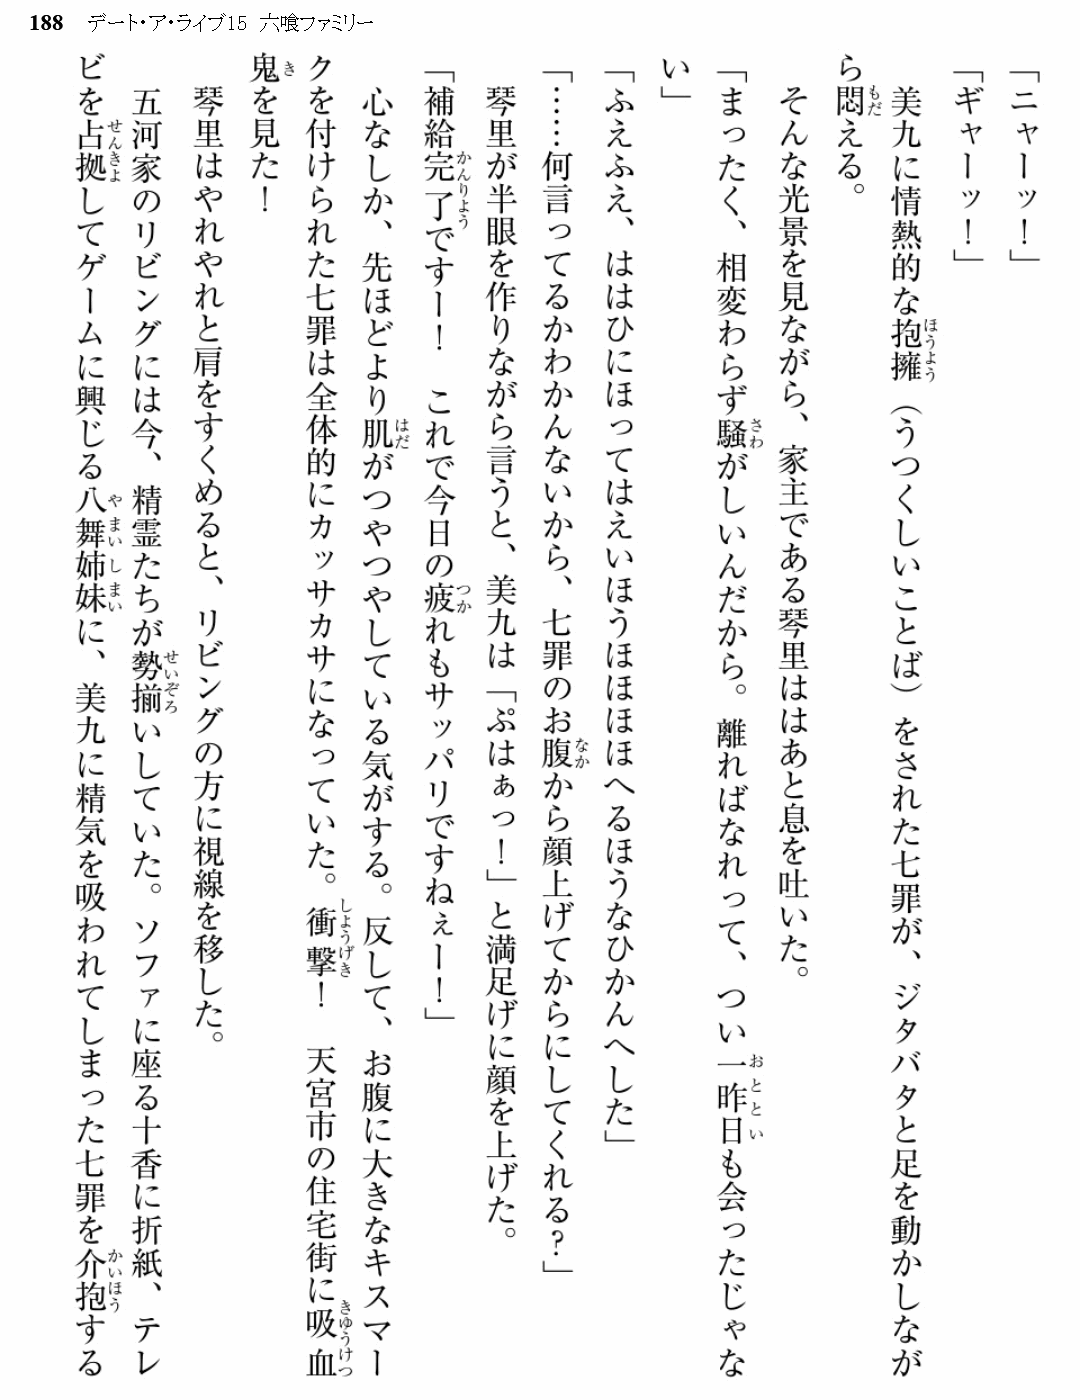 188 デート・ア・ライブ15 六喰ファミリー
「ニャーッ！」
「ギャーッ！」
　美九に情熱的な抱擁（うつくしいことば）をされた七罪が、ジタバタと足を動かしなが
ら悶える。
　そんな光景を見ながら、家主である琴里ははあと息を吐いた。
「まったく、相変わらず騒がしいんだから。離ればなれって、つい一昨日も会ったじゃな
い」
「ふえふえ、ははひにほってはえいほうほほほほへるほうなひかんへした」
「……何言ってるかわかんないから、七罪のお腹から顔上げてからにしてくれる？」
　琴里が半眼を作りながら言うと、美九は「ぷはぁっ！」と満足げに顔を上げた。
「補給完了ですー！　これで今日の疲れもサッパリですねぇー！」
　心なしか、先ほどより肌がつやつやしている気がする。反して、お腹に大きなキスマー
クを付けられた七罪は全体的にカッサカサになっていた。衝撃！　天宮市の住宅街に吸血
鬼を見た！
　琴里はやれやれと肩をすくめると、リビングの方に視線を移した。
　五河家のリビングには今、精霊たちが勢揃いしていた。ソファに座る十香に折紙、テレ
ビを占拠してゲームに興じる八舞姉妹に、美九に精気を吸われてしまった七罪を介抱する